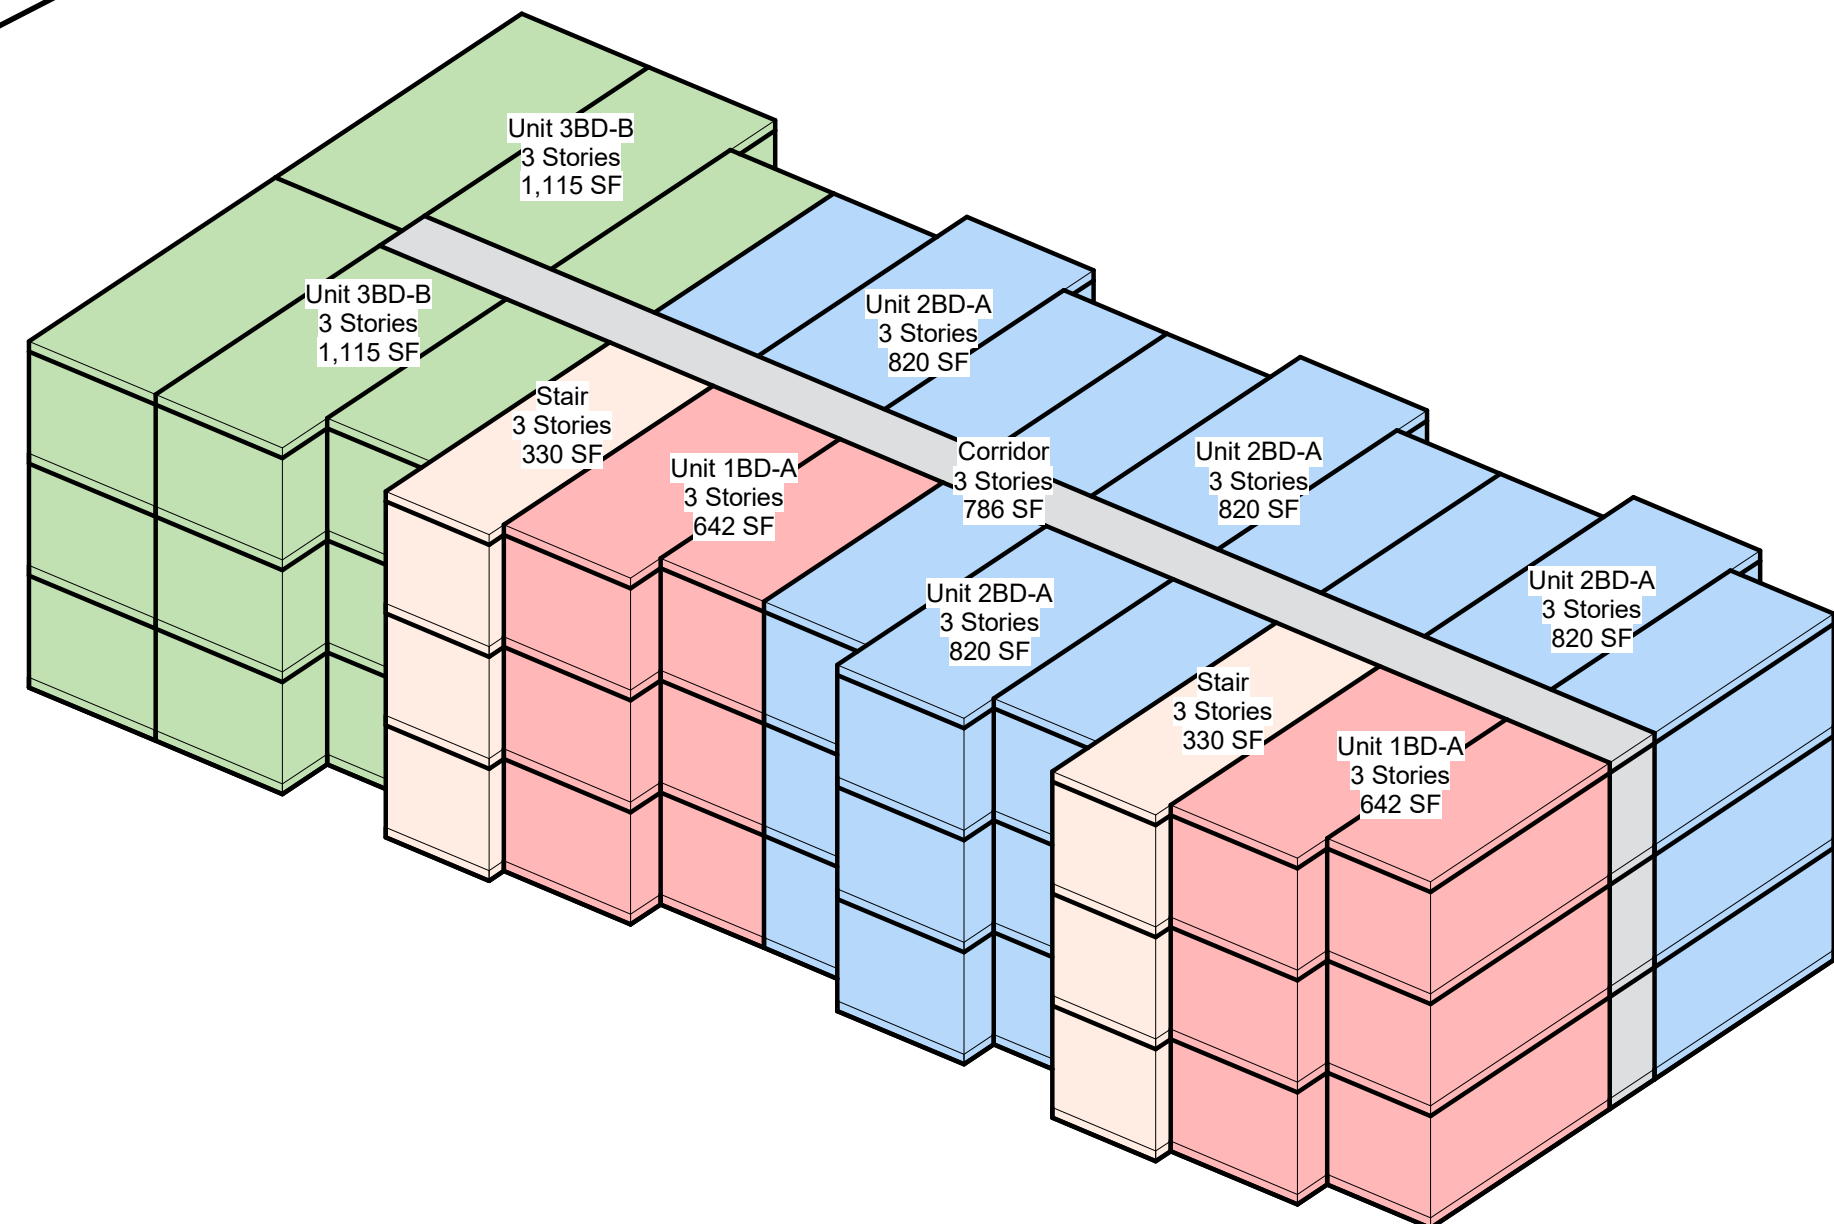 Unit 3BD-B
3 Stories
1,115 SF
Unit 3BD-B
3 Stories
1,115 SF
Unit 2BD-A
3 Stories
820 SF
Stair
3 Stories
330 SF
Unit 1BD-A
3 Stories
642 SF
Corridor
3 Stories
786 SF
Unit 2BD-A
3 Stories
820 SF
Unit 2BD-A
3 Stories
820 SF
Unit 2BD-A
3 Stories
820 SF
Stair
3 Stories
330 SF
Unit 1BD-A
3 Stories
642 SF